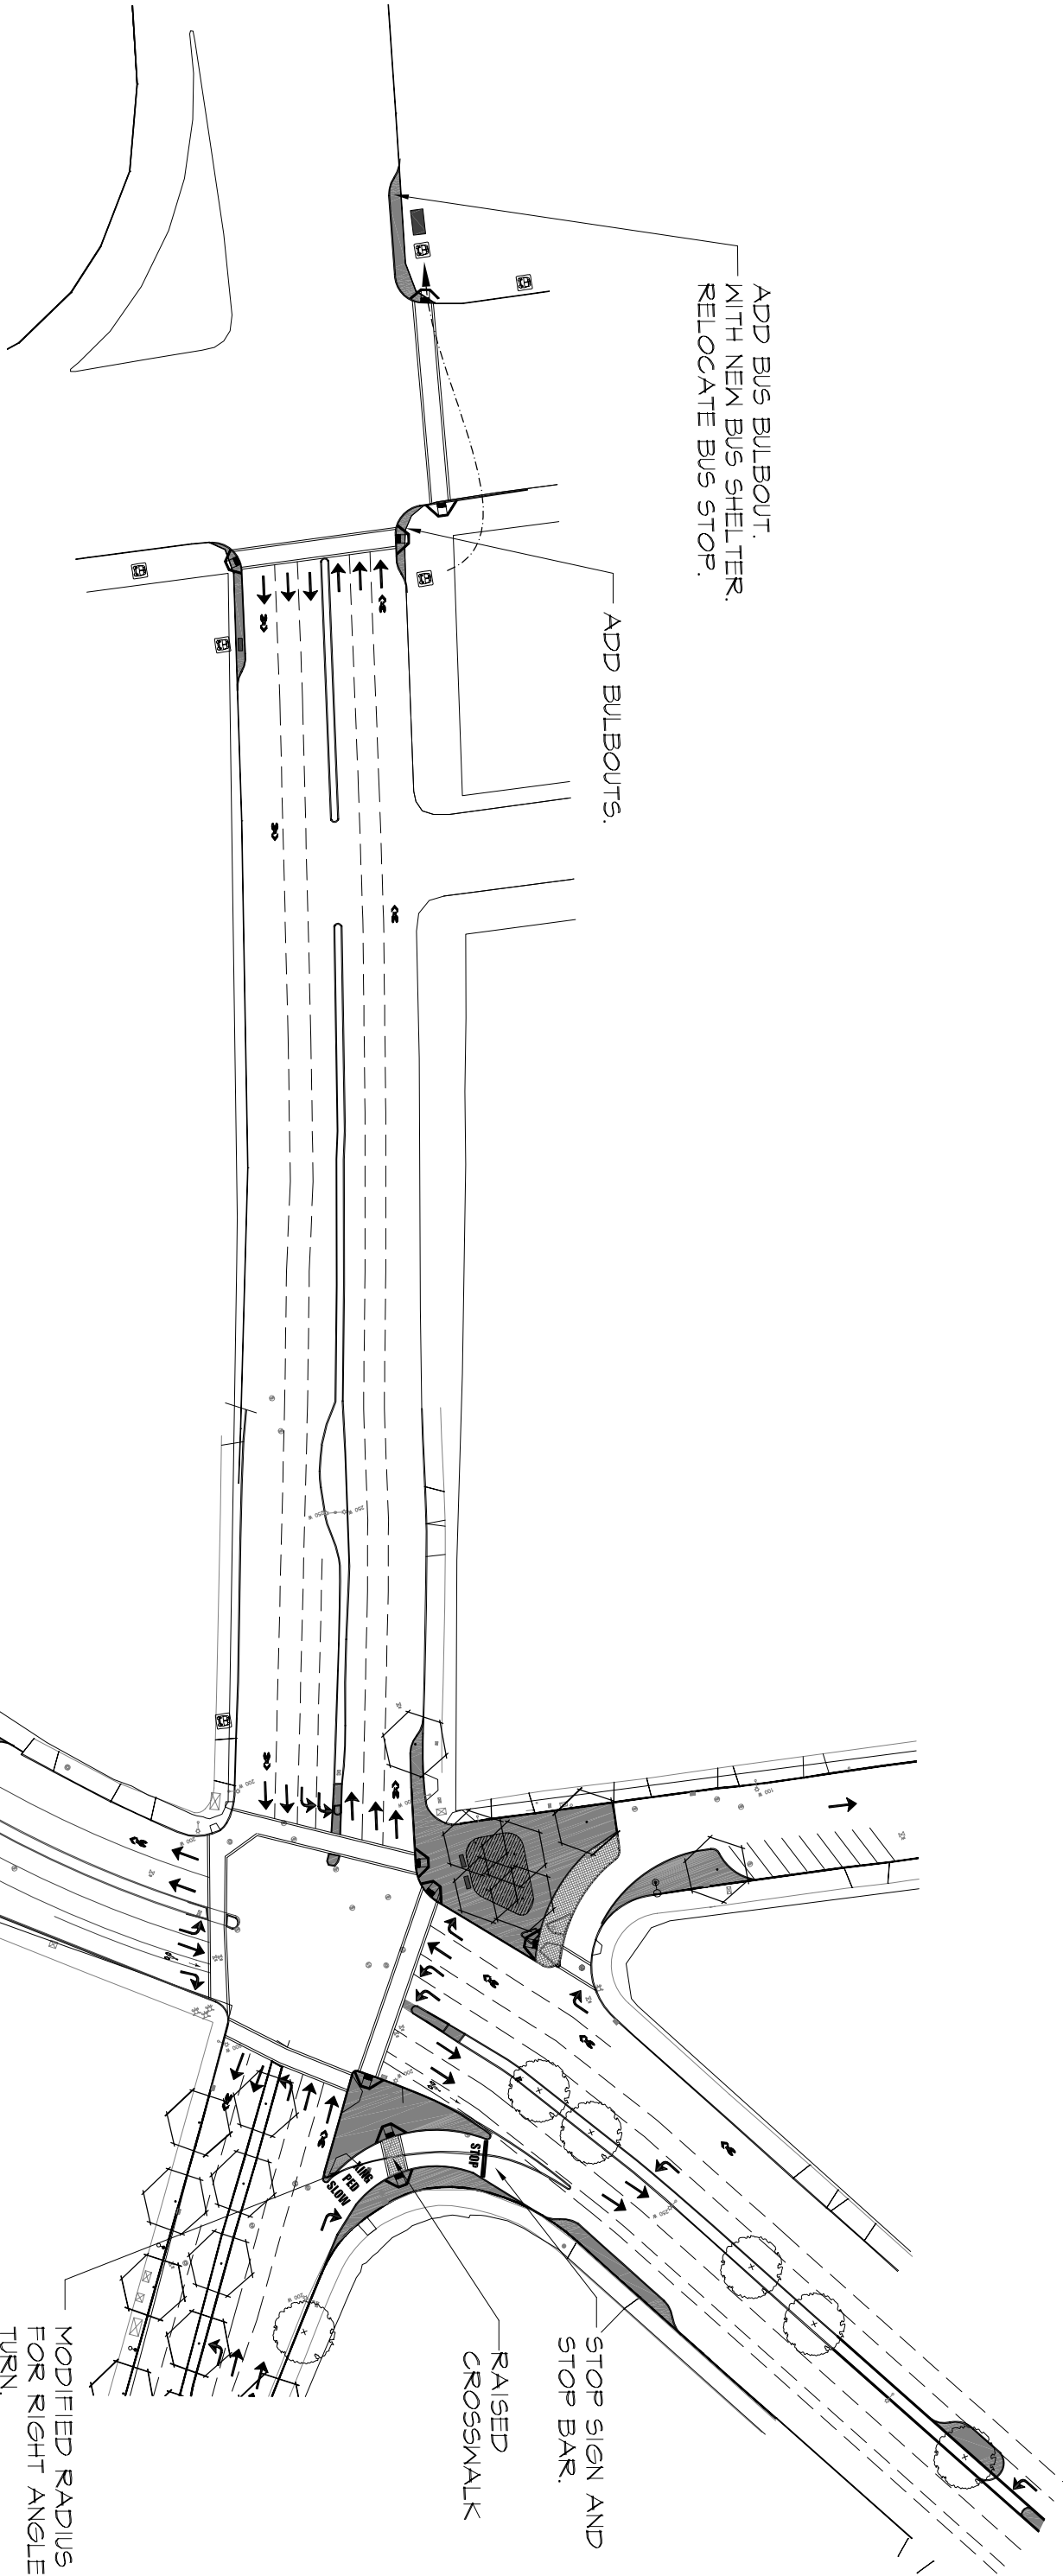 ADD BUS BULBOUT.
WITH NEW BUS SHELTER.
RELOCATE BUS STOP.
ADD BULBOUTS.
STOP
PED
SLOW
STOP SIGN AND
STOP BAR.
RAISED
CROSSWALK
MODIFIED RADIUS
FOR RIGHT ANGLE
TURN.